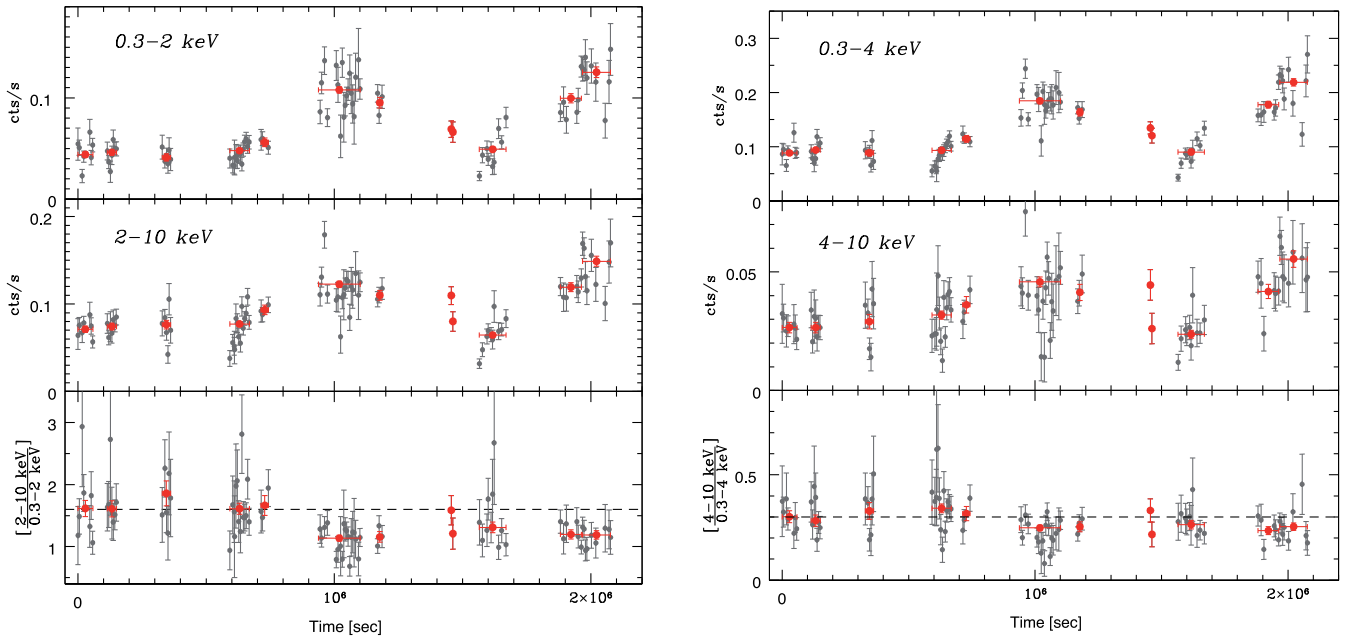 0.3−2 keV
cts/s
0.1
0
2−10 keV
cts/s
0.2
0.1
0
[2−10 keV / 0.3−2 keV]
3
2
1
0
10⁶
2×10⁶
Time [sec]
0.3−4 keV
cts/s
0.3
0.2
0.1
0
4−10 keV
cts/s
0.05
0
[4−10 keV / 0.3−4 keV]
0.5
0
0
10⁶
2×10⁶
Time [sec]